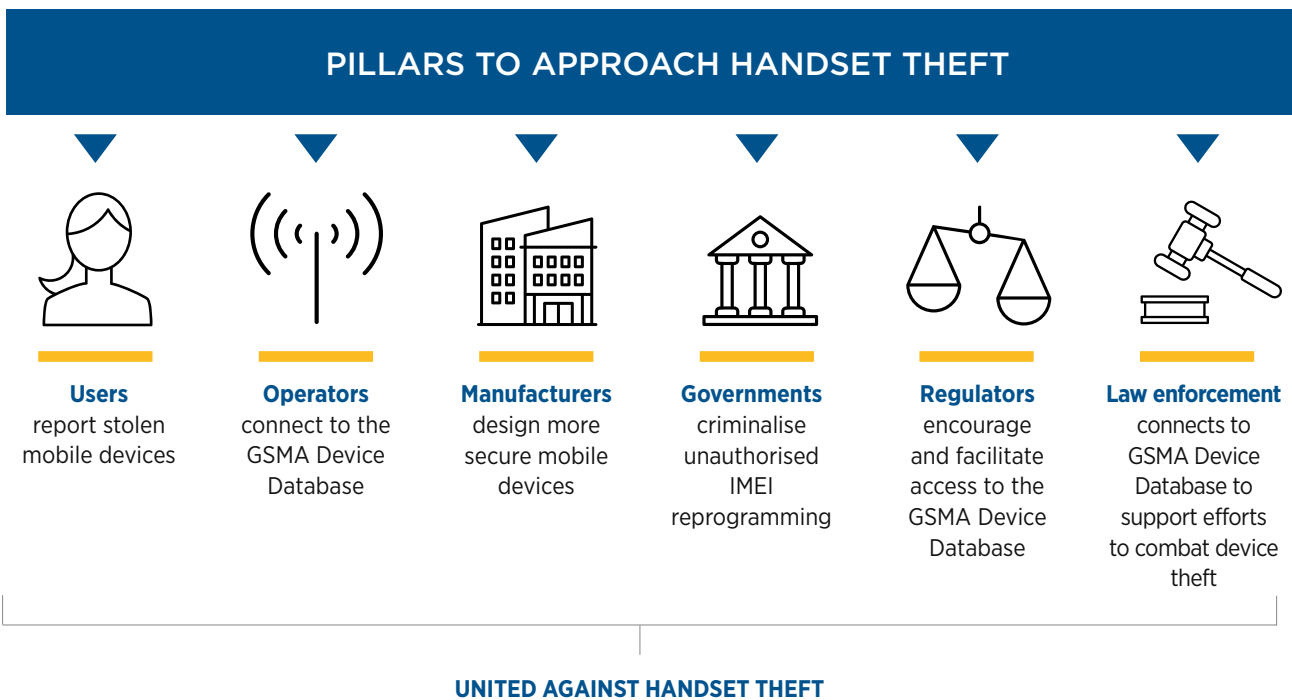 PILLARS TO APPROACH HANDSET THEFT
Users
report stolen
mobile devices
Operators
connect to the
GSMA Device
Database
Manufacturers
design more
secure mobile
devices
Governments
criminalise
unauthorised
IMEI
reprogramming
Regulators
encourage
and facilitate
access to the
GSMA Device
Database
Law enforcement
connects to
GSMA Device
Database to
support efforts
to combat device
theft
UNITED AGAINST HANDSET THEFT